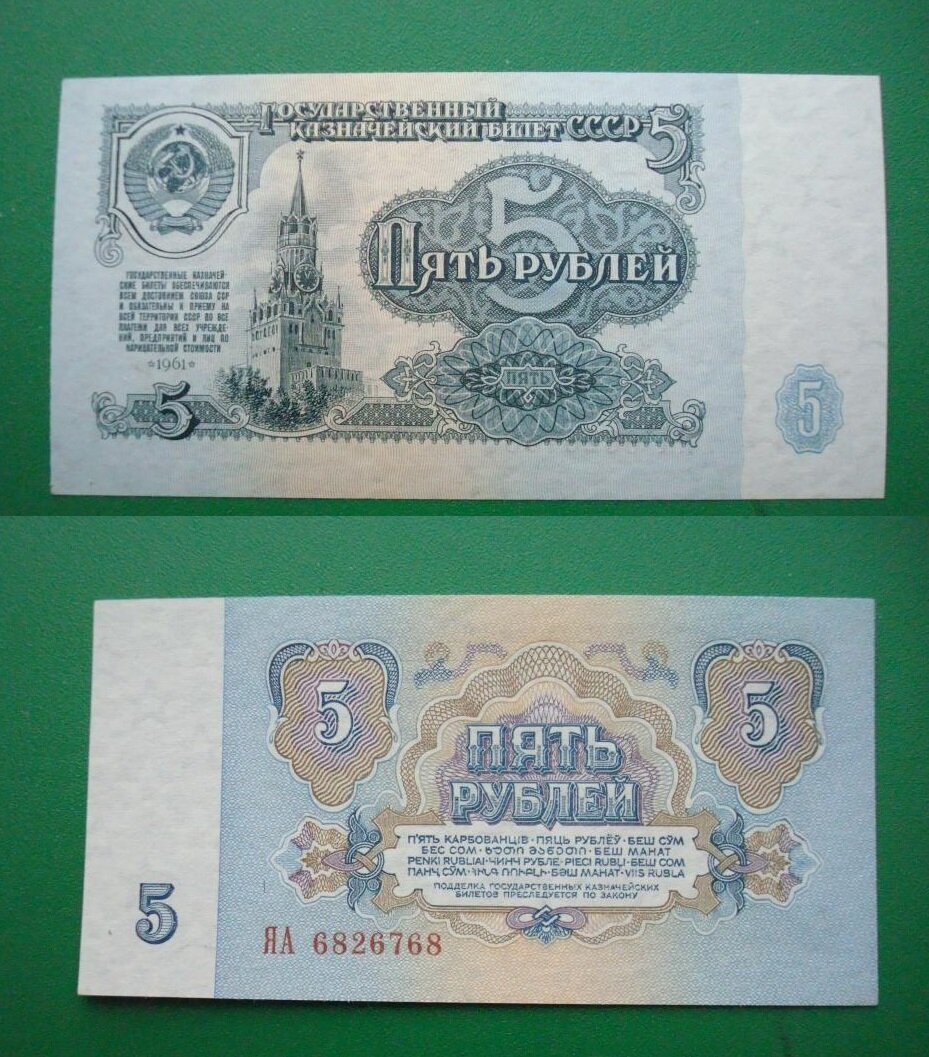 ГОСУДАРСТВЕННЫЙ
КАЗНАЧЕЙСКИЙ БИЛЕТ СССР 5
5
Пять рублей
ГОСУДАРСТВЕННЫЕ КАЗНАЧЕЙ-
СКИЕ БИЛЕТЫ ОБЕСПЕЧИВАЮТСЯ
ВСЕМ ДОСТОЯНИЕМ СОЮЗА ССР
И ОБЯЗАТЕЛЬНЫ К ПРИЕМУ НА
ВСЕЙ ТЕРРИТОРИИ СССР ВО ВСЕ
ПЛАТЕЖИ ДЛЯ ВСЕХ УЧРЕЖДЕ-
НИЙ, ПРЕДПРИЯТИЙ И ЛИЦ ПО
НАРИЦАТЕЛЬНОЙ СТОИМОСТИ
*1961*
ПЯТЬ
5
5
5
5
ПЯТЬ
РУБЛЕЙ
П'ЯТЬ КАРБОВАНЦІВ · ПЯЦЬ РУБЛЁЎ · БЕШ СЎМ
БЕС СОМ · ხუთი მანეთი · БЕШ МАНАТ
PENKI RUBLIAI · ЧИНЧ РУБЛЕ · PIECI RUBĻI · БЕШ СОМ
ПАНҶ СЎМ · ՀԻՆԳ ՌՈՒԲԼԻ · БӘШ МАНАТ · VIIS RUBLA
ПОДДЕЛКА ГОСУДАРСТВЕННЫХ КАЗНАЧЕЙСКИХ
БИЛЕТОВ ПРЕСЛЕДУЕТСЯ ПО ЗАКОНУ
5
ЯА 6826768